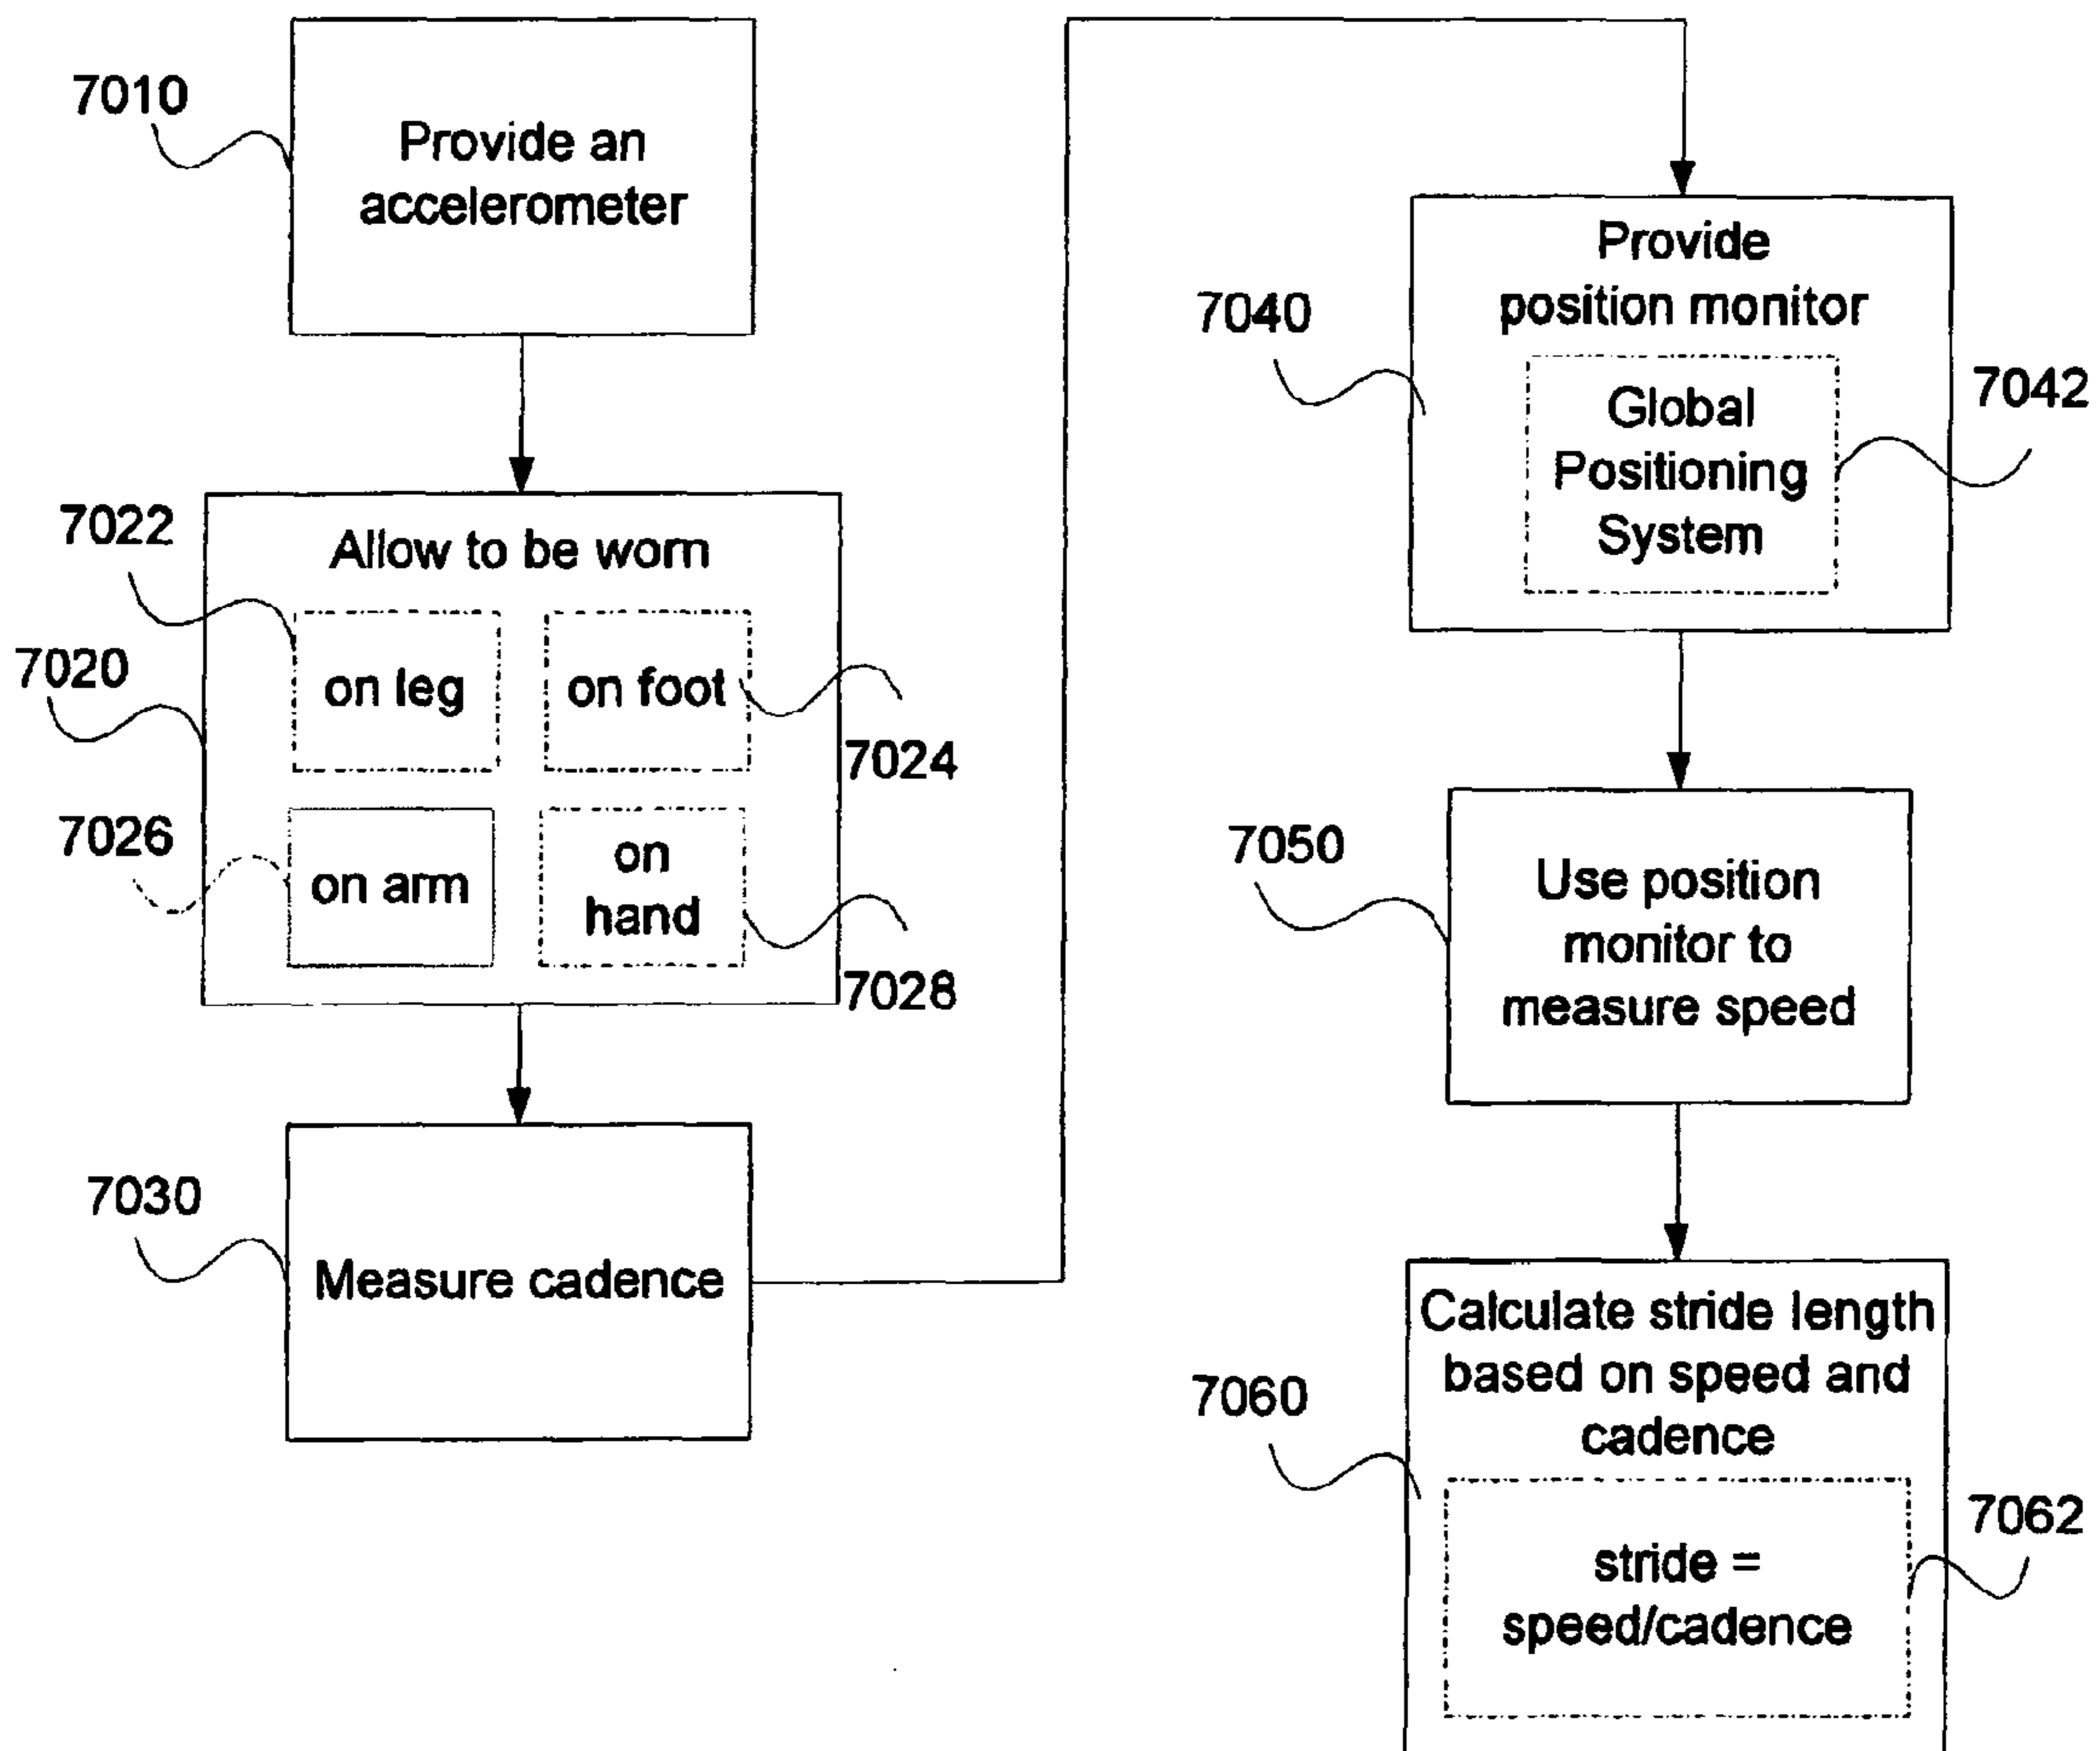 7010
Provide an
accelerometer
7022
Allow to be worn
7020
on leg
on foot
7024
7026
on arm
on
hand
7028
7030
Measure cadence
Provide
position monitor
7040
Global
Positioning
System
7042
7050
Use position
monitor to
measure speed
Calculate stride length
based on speed and
cadence
7060
stride =
speed/cadence
7062